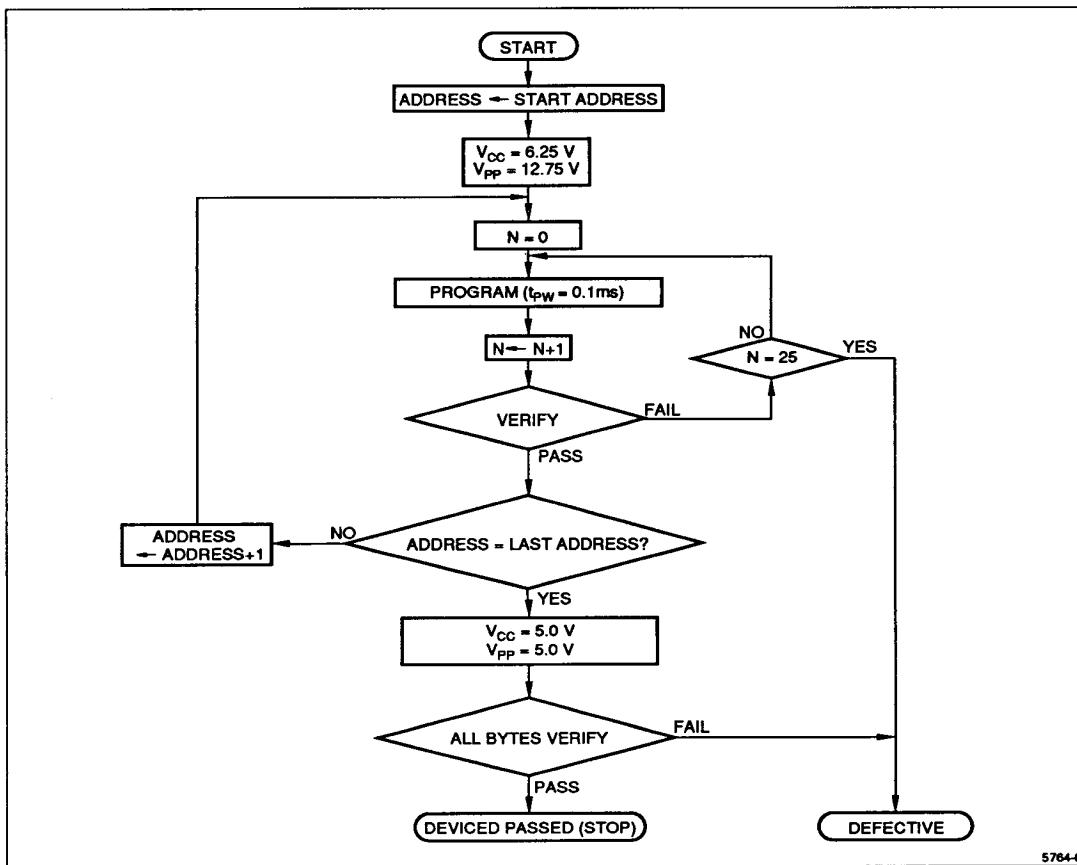 START
ADDRESS ← START ADDRESS
VCC = 6.25 V
VPP = 12.75 V
N = 0
PROGRAM (tPW = 0.1ms)
N ← N+1
NO
N = 25
YES
VERIFY
FAIL
PASS
ADDRESS
← ADDRESS+1
NO
ADDRESS = LAST ADDRESS?
YES
VCC = 5.0 V
VPP = 5.0 V
ALL BYTES VERIFY
FAIL
PASS
DEVICED PASSED (STOP)
DEFECTIVE